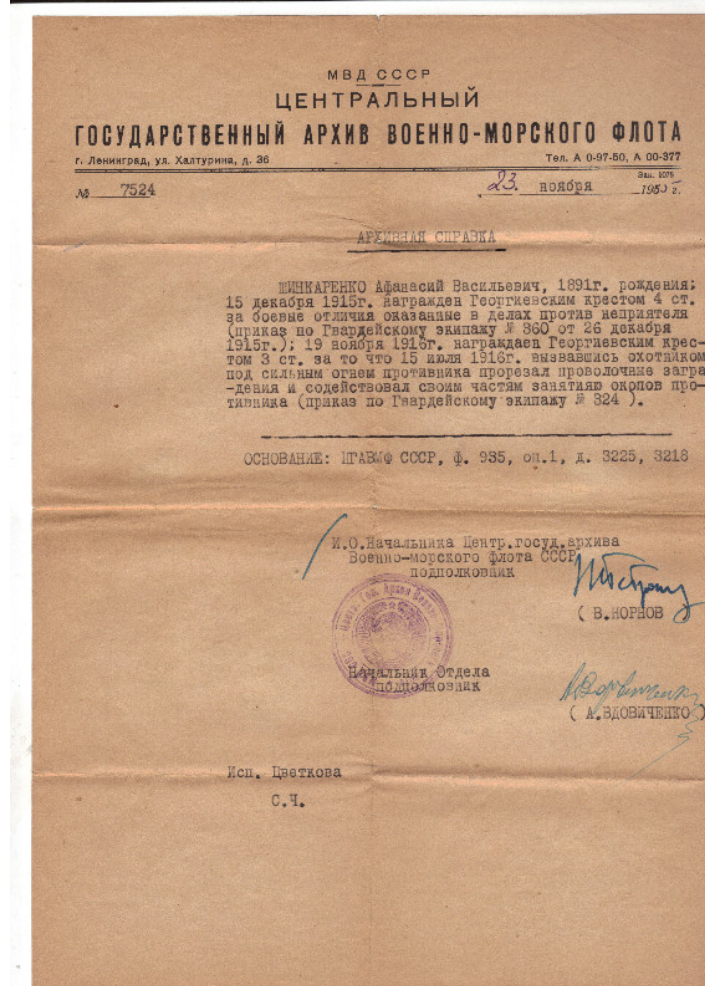 МВД СССР
ЦЕНТРАЛЬНЫЙ
ГОСУДАРСТВЕННЫЙ АРХИВ ВОЕННО-МОРСКОГО ФЛОТА
г. Ленинград, ул. Халтурина, д. 36 Тел. А 0-97-50, А 00-377
Зак. 1075
№ 7524 23. ноября 1955 г.
АРХИВНАЯ СПРАВКА
ШИНКАРЕНКО Афанасий Васильевич, 1891г. рождения;
15 декабря 1915г. награжден Георгиевским крестом 4 ст.
за боевые отличия оказанные в делах против неприятеля
(приказ по Гвардейскому экипажу № 360 от 26 декабря
1915г.); 19 ноября 1916г. награжден Георгиевским крес-
том 3 ст. за то что 15 июля 1916г. вызвавшись охотником
под сильным огнем противника прорезал проволочные загра
-дения и содействовал своим частям занятию окопов про-
тивника (приказ по Гвардейскому экипажу № 324 ).
ОСНОВАНИЕ: ЦГАВМФ СССР, ф. 935, оп.1, д. 3225, 3218
И.О.Начальника Центр.госуд.архива
Военно-морского флота СССР
подполковник
( В.НОРНОВ )
Начальник Отдела
подполковник
( А.ВДОВИЧЕНКО )
Исп. Цветкова
С.Ч.